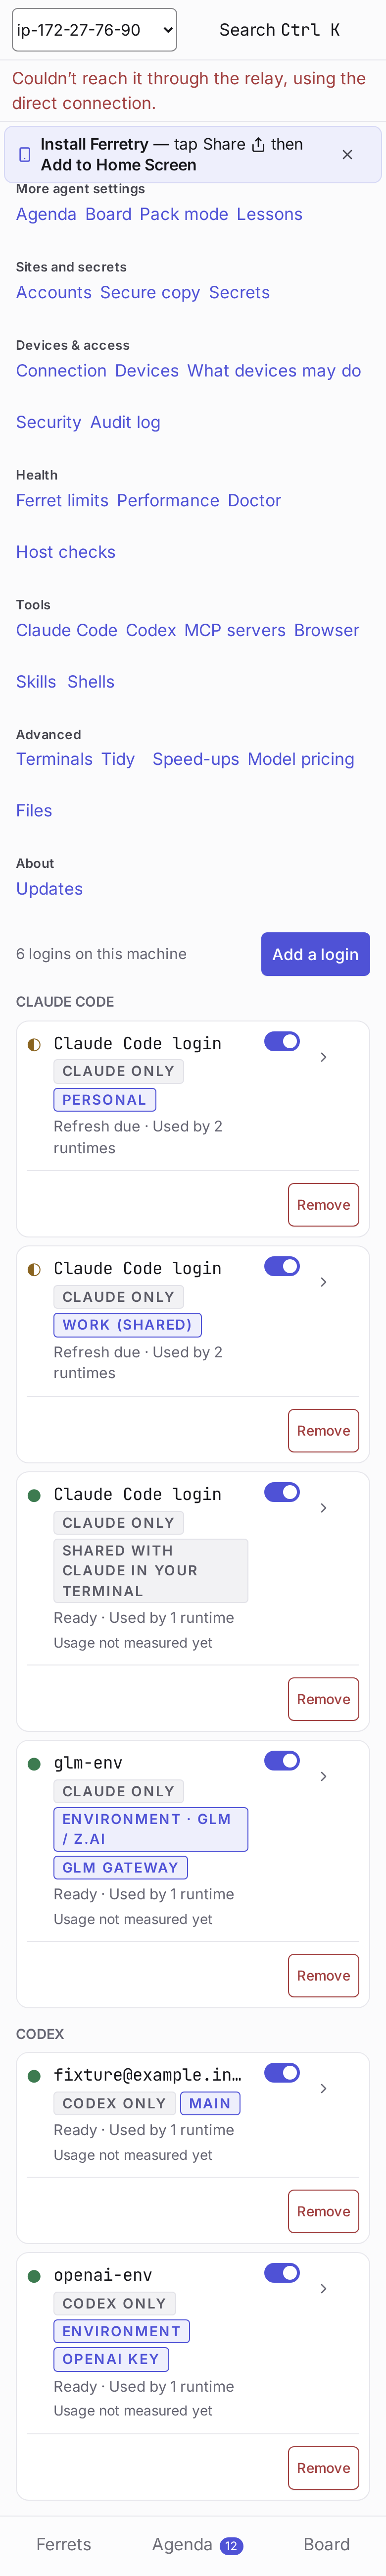 ip-172-27-76-90
Search Ctrl K
Couldn’t reach it through the relay, using the
direct connection.
Install Ferretry — tap Share then
Add to Home Screen
More agent settings
Agenda Board Pack mode Lessons
Sites and secrets
Accounts Secure copy Secrets
Devices & access
Connection Devices What devices may do
Security Audit log
Health
Ferret limits Performance Doctor
Host checks
Tools
Claude Code Codex MCP servers Browser
Skills Shells
Advanced
Terminals Tidy Speed-ups Model pricing
Files
About
Updates
6 logins on this machine
Add a login
CLAUDE CODE
Claude Code login
CLAUDE ONLY
PERSONAL
Refresh due · Used by 2
runtimes
Remove
Claude Code login
CLAUDE ONLY
WORK (SHARED)
Refresh due · Used by 2
runtimes
Remove
Claude Code login
CLAUDE ONLY
SHARED WITH
CLAUDE IN YOUR
TERMINAL
Ready · Used by 1 runtime
Usage not measured yet
Remove
glm-env
CLAUDE ONLY
ENVIRONMENT · GLM
/ Z.AI
GLM GATEWAY
Ready · Used by 1 runtime
Usage not measured yet
Remove
CODEX
fixture@example.in…
CODEX ONLY MAIN
Ready · Used by 1 runtime
Usage not measured yet
Remove
openai-env
CODEX ONLY
ENVIRONMENT
OPENAI KEY
Ready · Used by 1 runtime
Usage not measured yet
Remove
Ferrets Agenda 12 Board